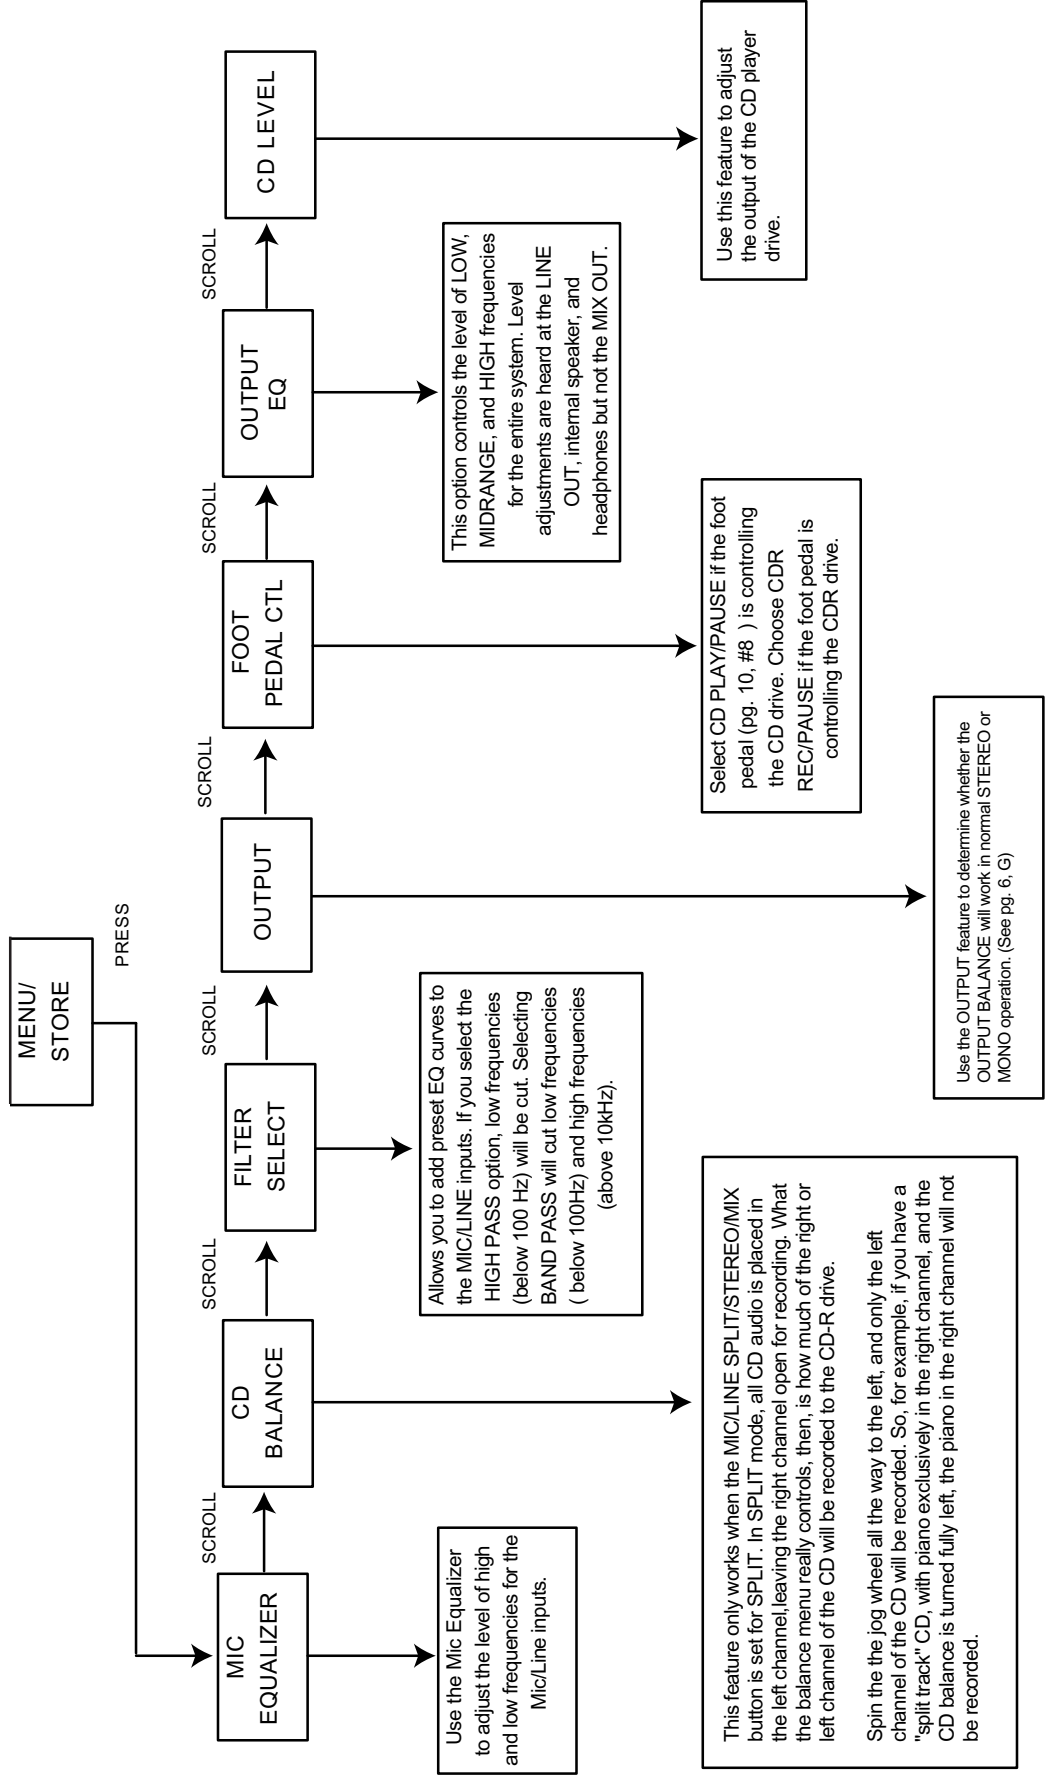 MENU/
STORE
PRESS
MIC
EQUALIZER
SCROLL
CD
BALANCE
SCROLL
FILTER
SELECT
SCROLL
OUTPUT
SCROLL
FOOT
PEDAL CTL
SCROLL
OUTPUT
EQ
SCROLL
CD LEVEL
Use the Mic Equalizer
to adjust the level of high
and low frequencies for the
Mic/Line inputs.
This feature only works when the MIC/LINE SPLIT/STEREO/MIX
button is set for SPLIT. In SPLIT mode, all CD audio is placed in
the left channel,leaving the right channel open for recording. What
the balance menu really controls, then, is how much of the right or
left channel of the CD will be recorded to the CD-R drive.
Spin the the jog wheel all the way to the left, and only the left
channel of the CD will be recorded. So, for example, if you have a
"split track" CD, with piano exclusively in the right channel, and the
CD balance is turned fully left, the piano in the right channel will not
be recorded.
Allows you to add preset EQ curves to
the MIC/LINE inputs. If you select the
HIGH PASS option, low frequencies
(below 100 Hz) will be cut. Selecting
BAND PASS will cut low frequencies
( below 100Hz) and high frequencies
(above 10kHz).
Use the OUTPUT feature to determine whether the
OUTPUT BALANCE will work in normal STEREO or
MONO operation. (See pg. 6, G)
Select CD PLAY/PAUSE if the foot
pedal (pg. 10, #8 ) is controlling
the CD drive. Choose CDR
REC/PAUSE if the foot pedal is
controlling the CDR drive.
This option controls the level of LOW,
MIDRANGE, and HIGH frequencies
for the entire system. Level
adjustments are heard at the LINE
OUT, internal speaker, and
headphones but not the MIX OUT.
Use this feature to adjust
the output of the CD player
drive.